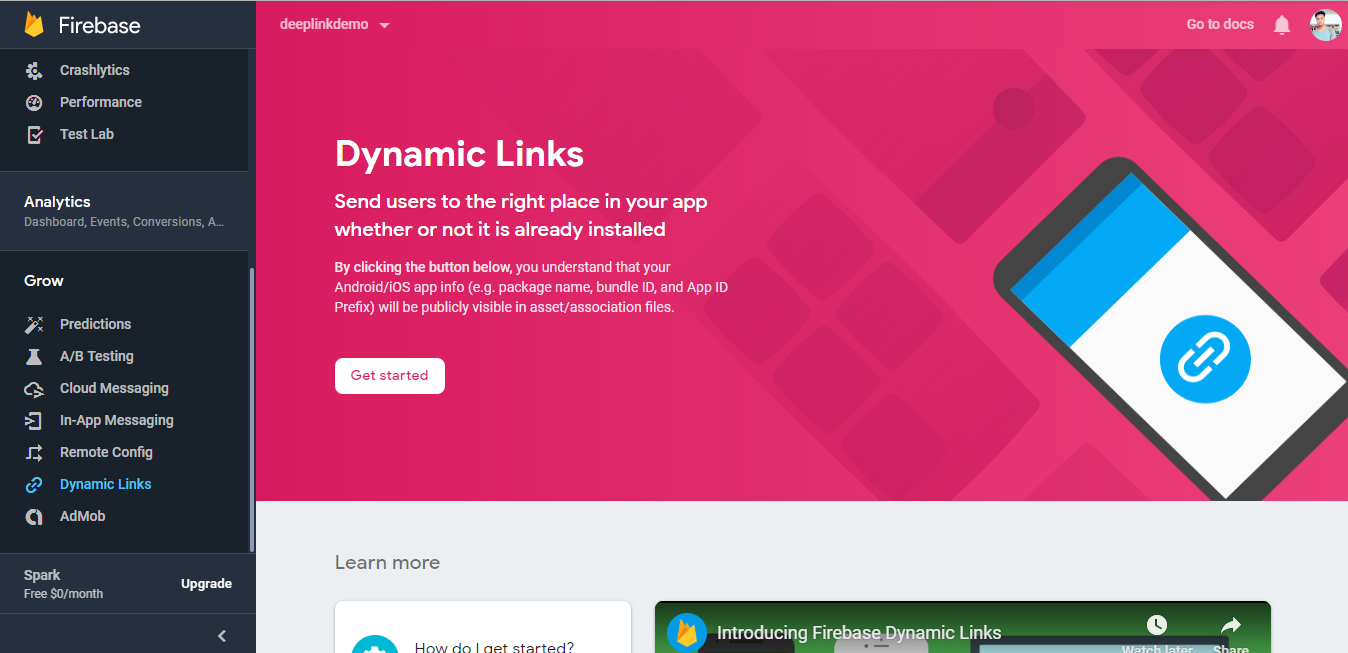 Firebase
deeplinkdemo
Go to docs
Crashlytics
Performance
Test Lab
Analytics
Dashboard, Events, Conversions, A...
Grow
Predictions
A/B Testing
Cloud Messaging
In-App Messaging
Remote Config
Dynamic Links
AdMob
Spark
Free $0/month
Upgrade
Dynamic Links
Send users to the right place in your app
whether or not it is already installed
By clicking the button below, you understand that your
Android/iOS app info (e.g. package name, bundle ID, and App ID
Prefix) will be publicly visible in asset/association files.
Get started
Learn more
How do I get started?
Introducing Firebase Dynamic Links
Watch later
Share